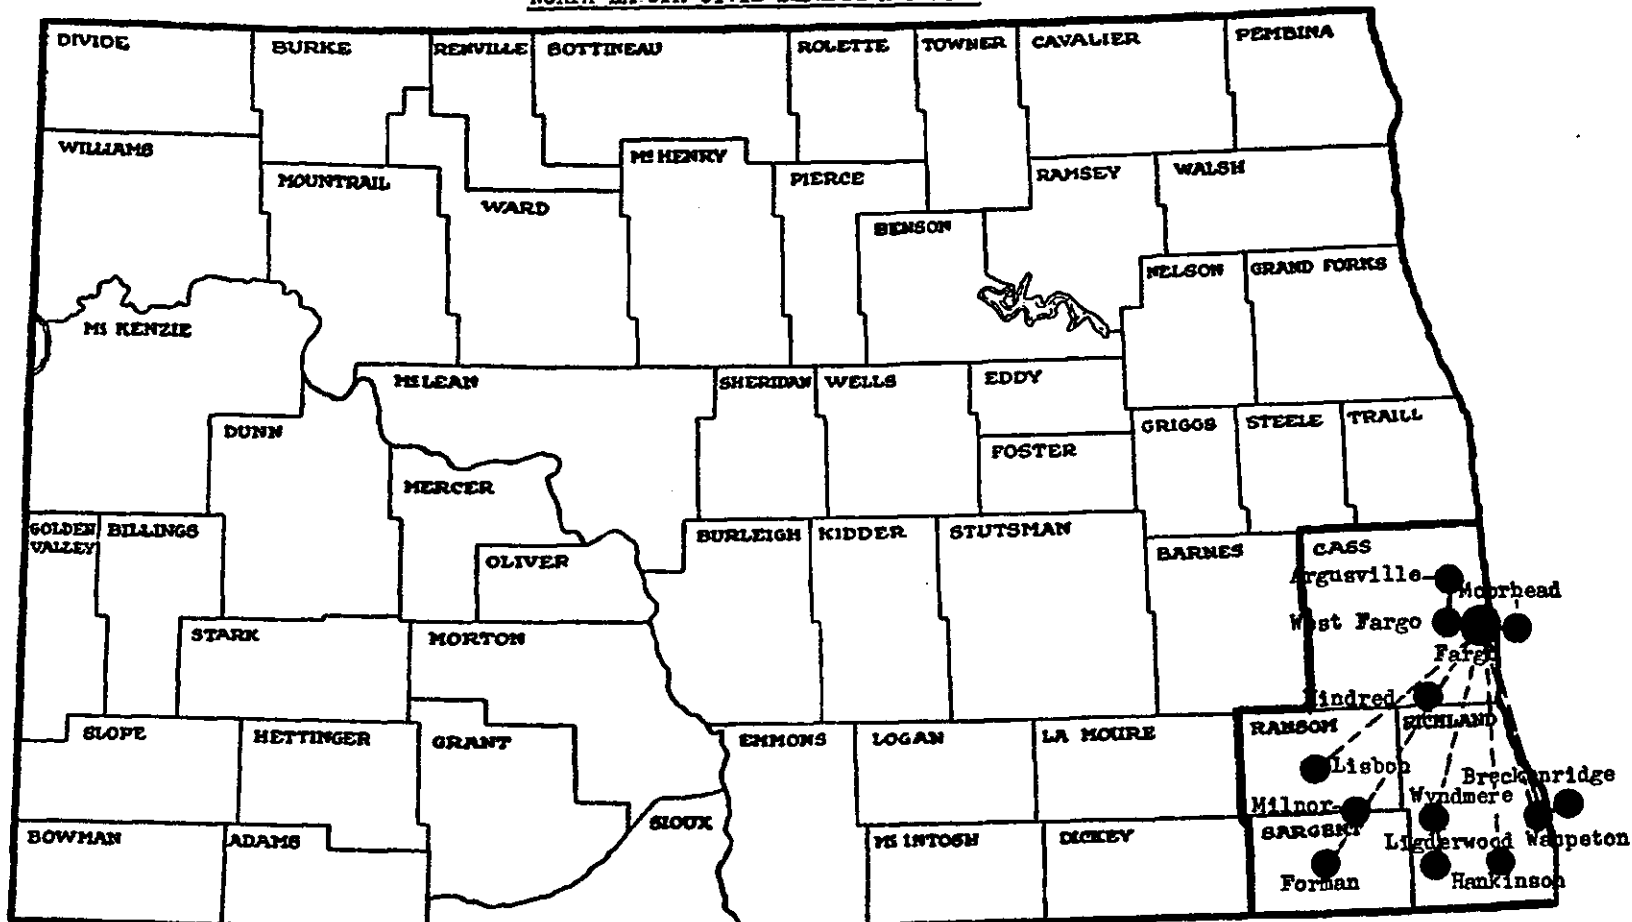 DIVIDE
BURKE
RENVILLE
BOTTINEAU
ROLETTE
TOWNER
CAVALIER
PEMBINA
WILLIAMS
MOUNTRAIL
WARD
Mc HENRY
PIERCE
BENSON
RAMSEY
WALSH
NELSON
GRAND FORKS
Mc KENZIE
DUNN
McLEAN
SHERIDAN
WELLS
EDDY
FOSTER
GRIGGS
STEELE
TRAILL
MERCER
OLIVER
GOLDEN
VALLEY
BILLINGS
STARK
MORTON
BURLEIGH
KIDDER
STUTSMAN
BARNES
CASS
Argusville
Moorhead
West Fargo
Fargo
Kindred
SLOPE
HETTINGER
GRANT
EMMONS
LOGAN
LA MOURE
RANSOM
RICHLAND
Lisbon
Breckenridge
Wyndmere
Milnor
BOWMAN
ADAMS
SIOUX
Mc INTOSH
DICKEY
SARGENT
Ligderwood
Wahpeton
Forman
Hankinson